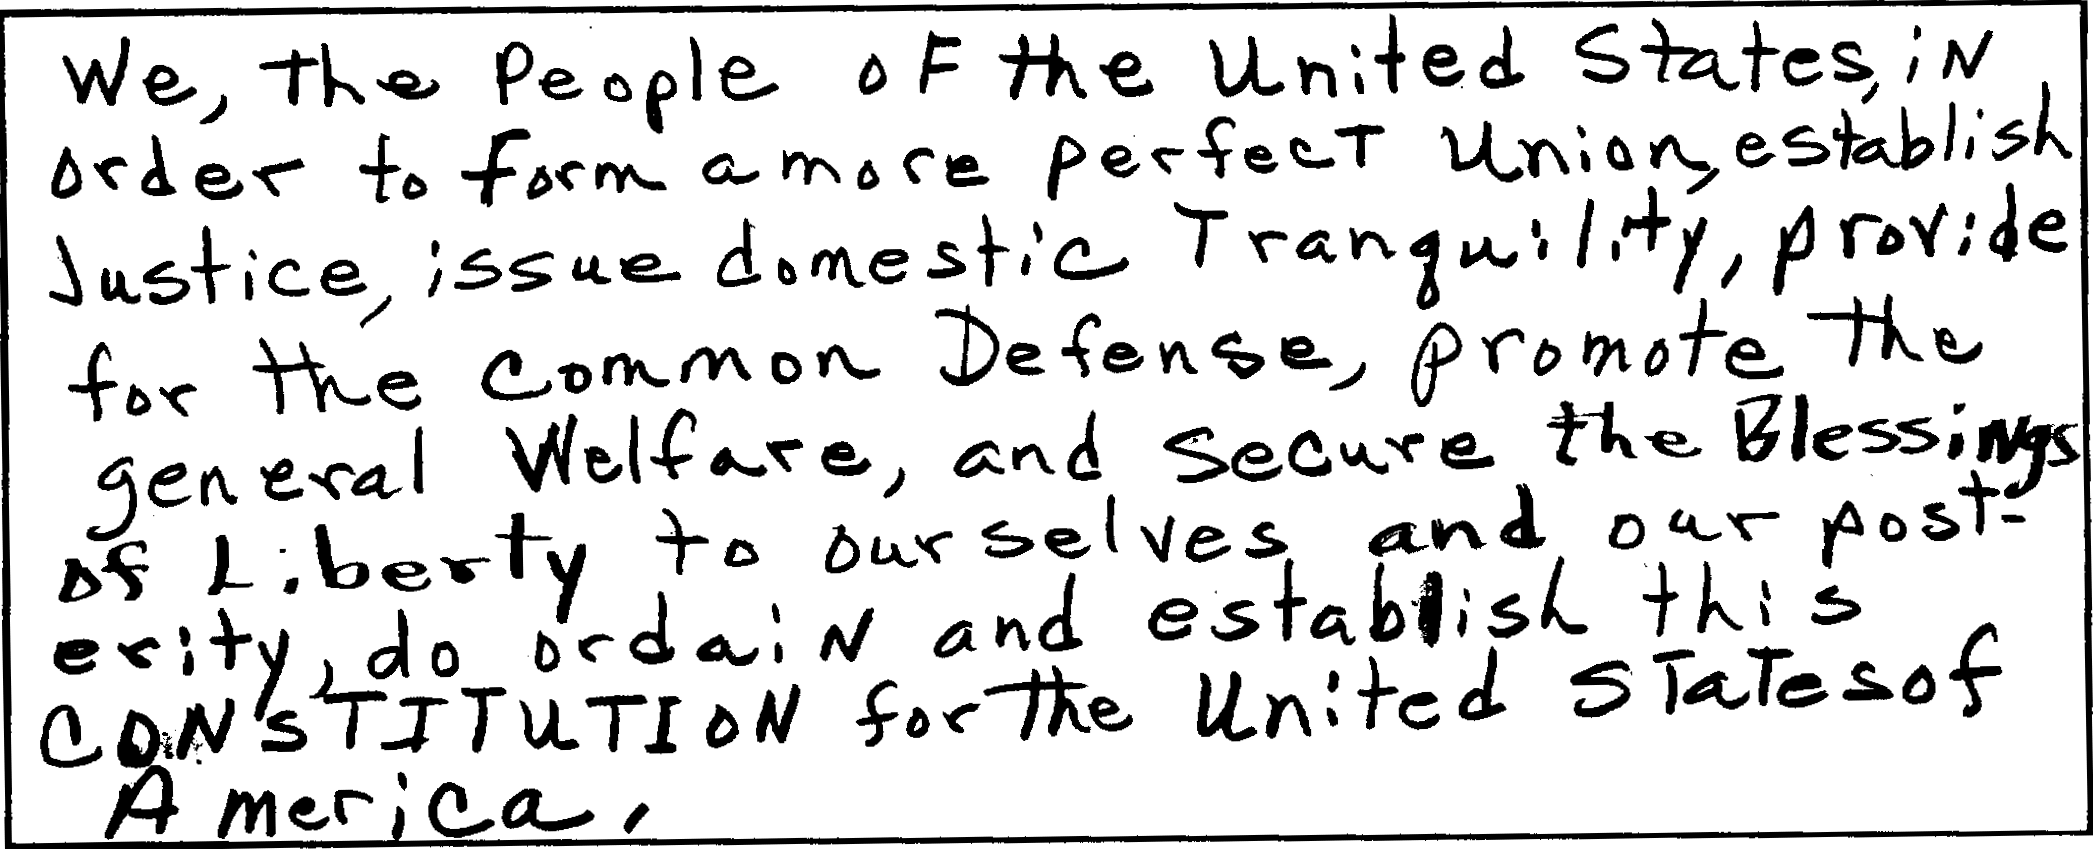 We, the People oF the United States, iN
order to form a more perfecT Union, establish
Justice, issue domestic Tranquility, provide
for the Common Defense, promote the
general Welfare, and secure the Blessings
of Liberty to ourselves and our post-
erity, do ordaiN and establish this
CONSTITUTION for the United STaTes of
America,